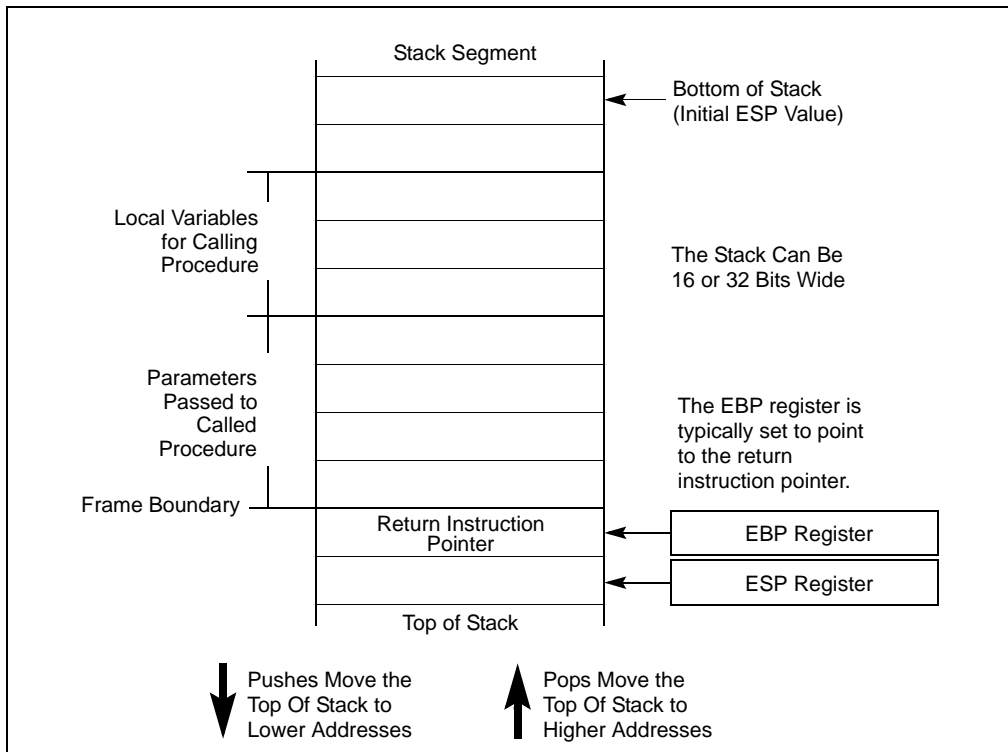 Stack Segment
Bottom of Stack
(Initial ESP Value)
Local Variables
for Calling
Procedure
The Stack Can Be
16 or 32 Bits Wide
Parameters
Passed to
Called
Procedure
The EBP register is
typically set to point
to the return
instruction pointer.
Frame Boundary
Return Instruction
Pointer
EBP Register
ESP Register
Top of Stack
Pushes Move the
Top Of Stack to
Lower Addresses
Pops Move the
Top Of Stack to
Higher Addresses